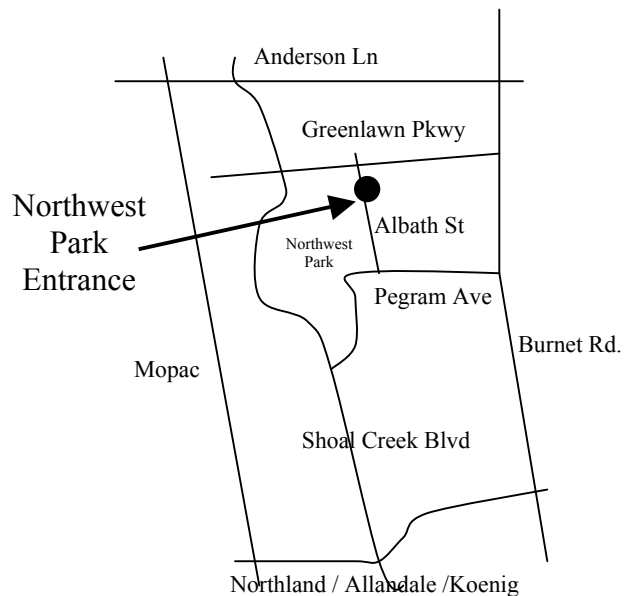 Anderson Ln
Greenlawn Pkwy
Northwest
Park
Entrance
Albath St
Northwest
Park
Pegram Ave
Burnet Rd.
Mopac
Shoal Creek Blvd
Northland / Allandale /Koenig